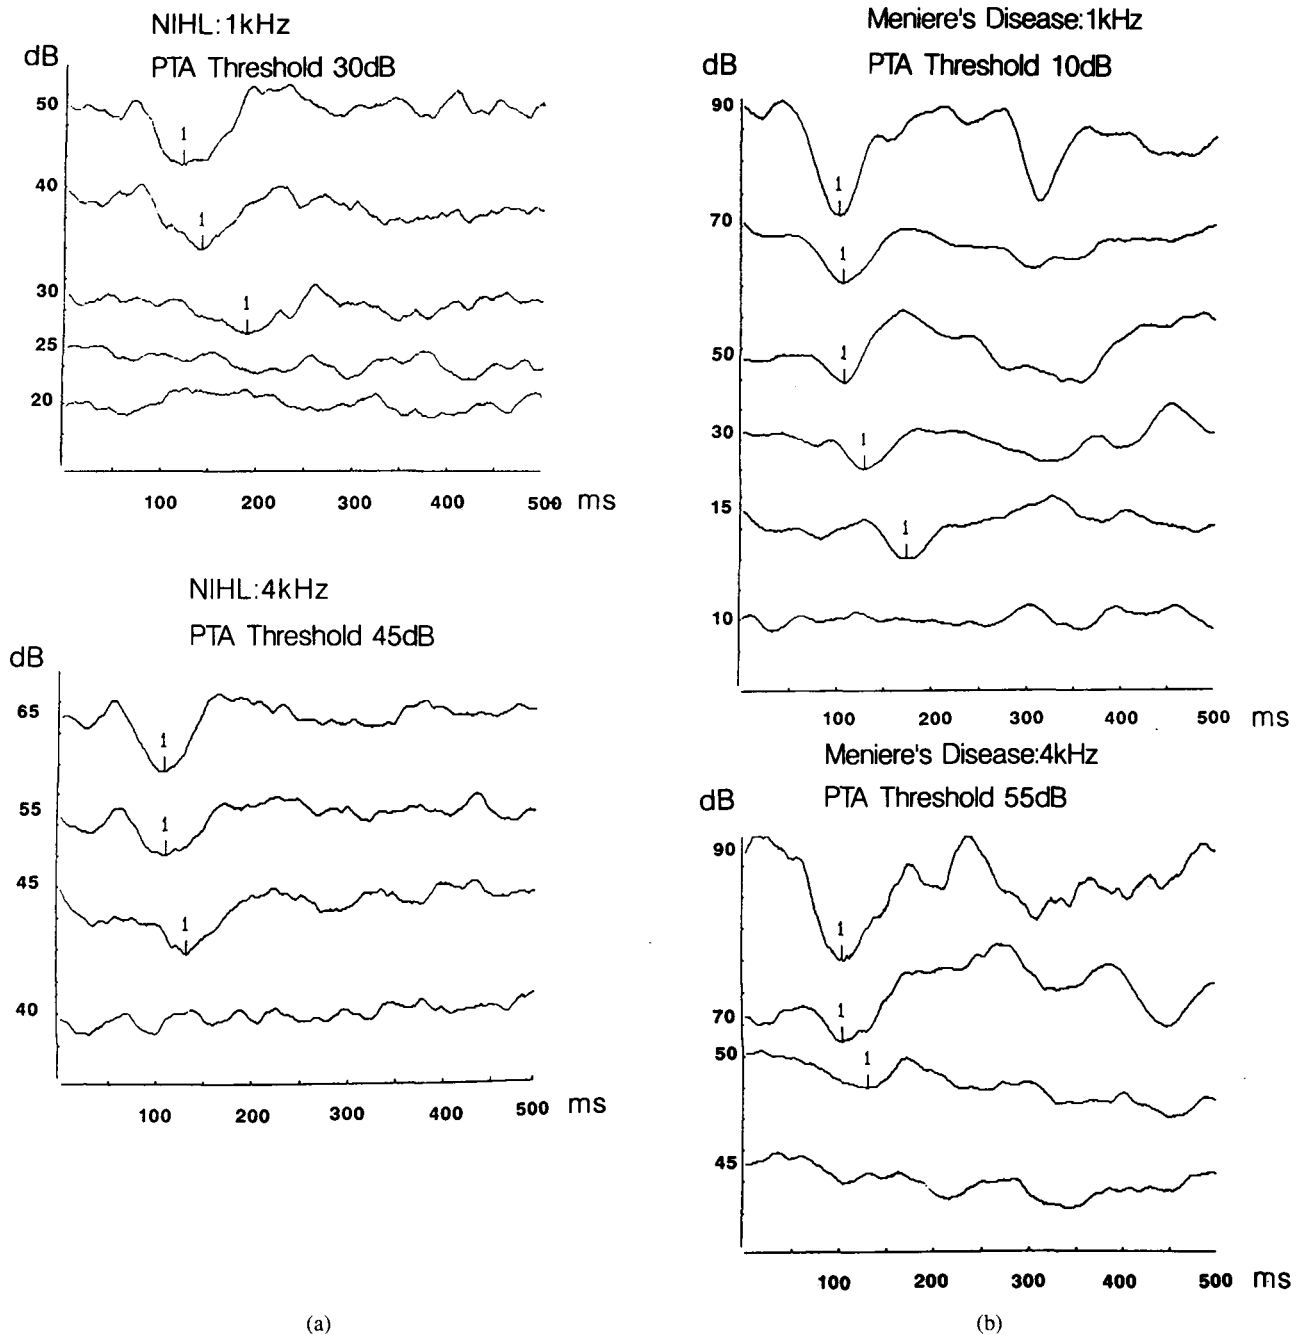 NIHL:1kHz
PTA Threshold 30dB
dB
50
1
40
1
30
1
25
20
100 200 300 400 500 ms
NIHL:4kHz
PTA Threshold 45dB
dB
65
1
55
1
45
1
40
100 200 300 400 500 ms
(a)
Meniere's Disease:1kHz
PTA Threshold 10dB
dB
90
1
70
1
50
1
30
1
15
1
10
100 200 300 400 500 ms
Meniere's Disease:4kHz
PTA Threshold 55dB
dB
90
1
70
1
50
1
45
100 200 300 400 500 ms
(b)